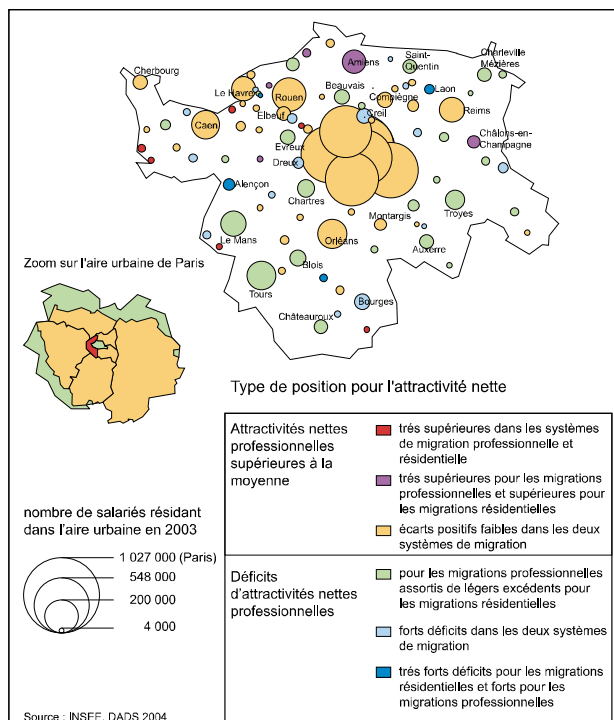 Cherbourg
Le Havre
Rouen
Elbeuf
Caen
Amiens
Saint-
Quentin
Charleville
Mézières
Beauvais
Compiègne
Laon
Creil
Reims
Evreux
Châlons-en-
Champagne
Dreux
Alençon
Chartres
Troyes
Montargis
Le Mans
Orléans
Auxerre
Blois
Tours
Bourges
Châteauroux
Zoom sur l'aire urbaine de Paris
Type de position pour l'attractivité nette
Attractivités nettes
professionnelles
supérieures à la
moyenne
trés supérieures dans les systèmes
de migration professionnelle et
résidentielle
trés supérieures pour les migrations
professionnelles et supérieures pour
les migrations résidentielles
écarts positifs faibles dans les deux
systèmes de migration
Déficits
d'attractivités nettes
professionnelles
pour les migrations professionnelles
assortis de légers excédents pour
les migrations résidentielles
forts déficits dans les deux systèmes
de migration
trés forts déficits pour les migrations
résidentielles et forts pour les
migrations professionnelles
nombre de salariés résidant
dans l'aire urbaine en 2003
1 027 000 (Paris)
548 000
200 000
4 000
Source : INSEE, DADS 2004